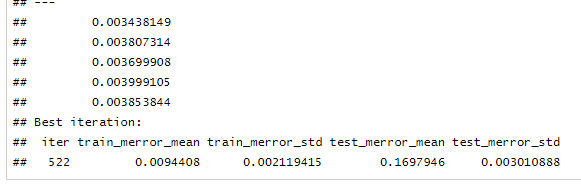 ## ---
## 0.003438149
## 0.003807314
## 0.003699908
## 0.003999105
## 0.003853844
## Best iteration:
## iter train_merror_mean train_merror_std test_merror_mean test_merror_std
## 522 0.0094408 0.002119415 0.1697946 0.003010888